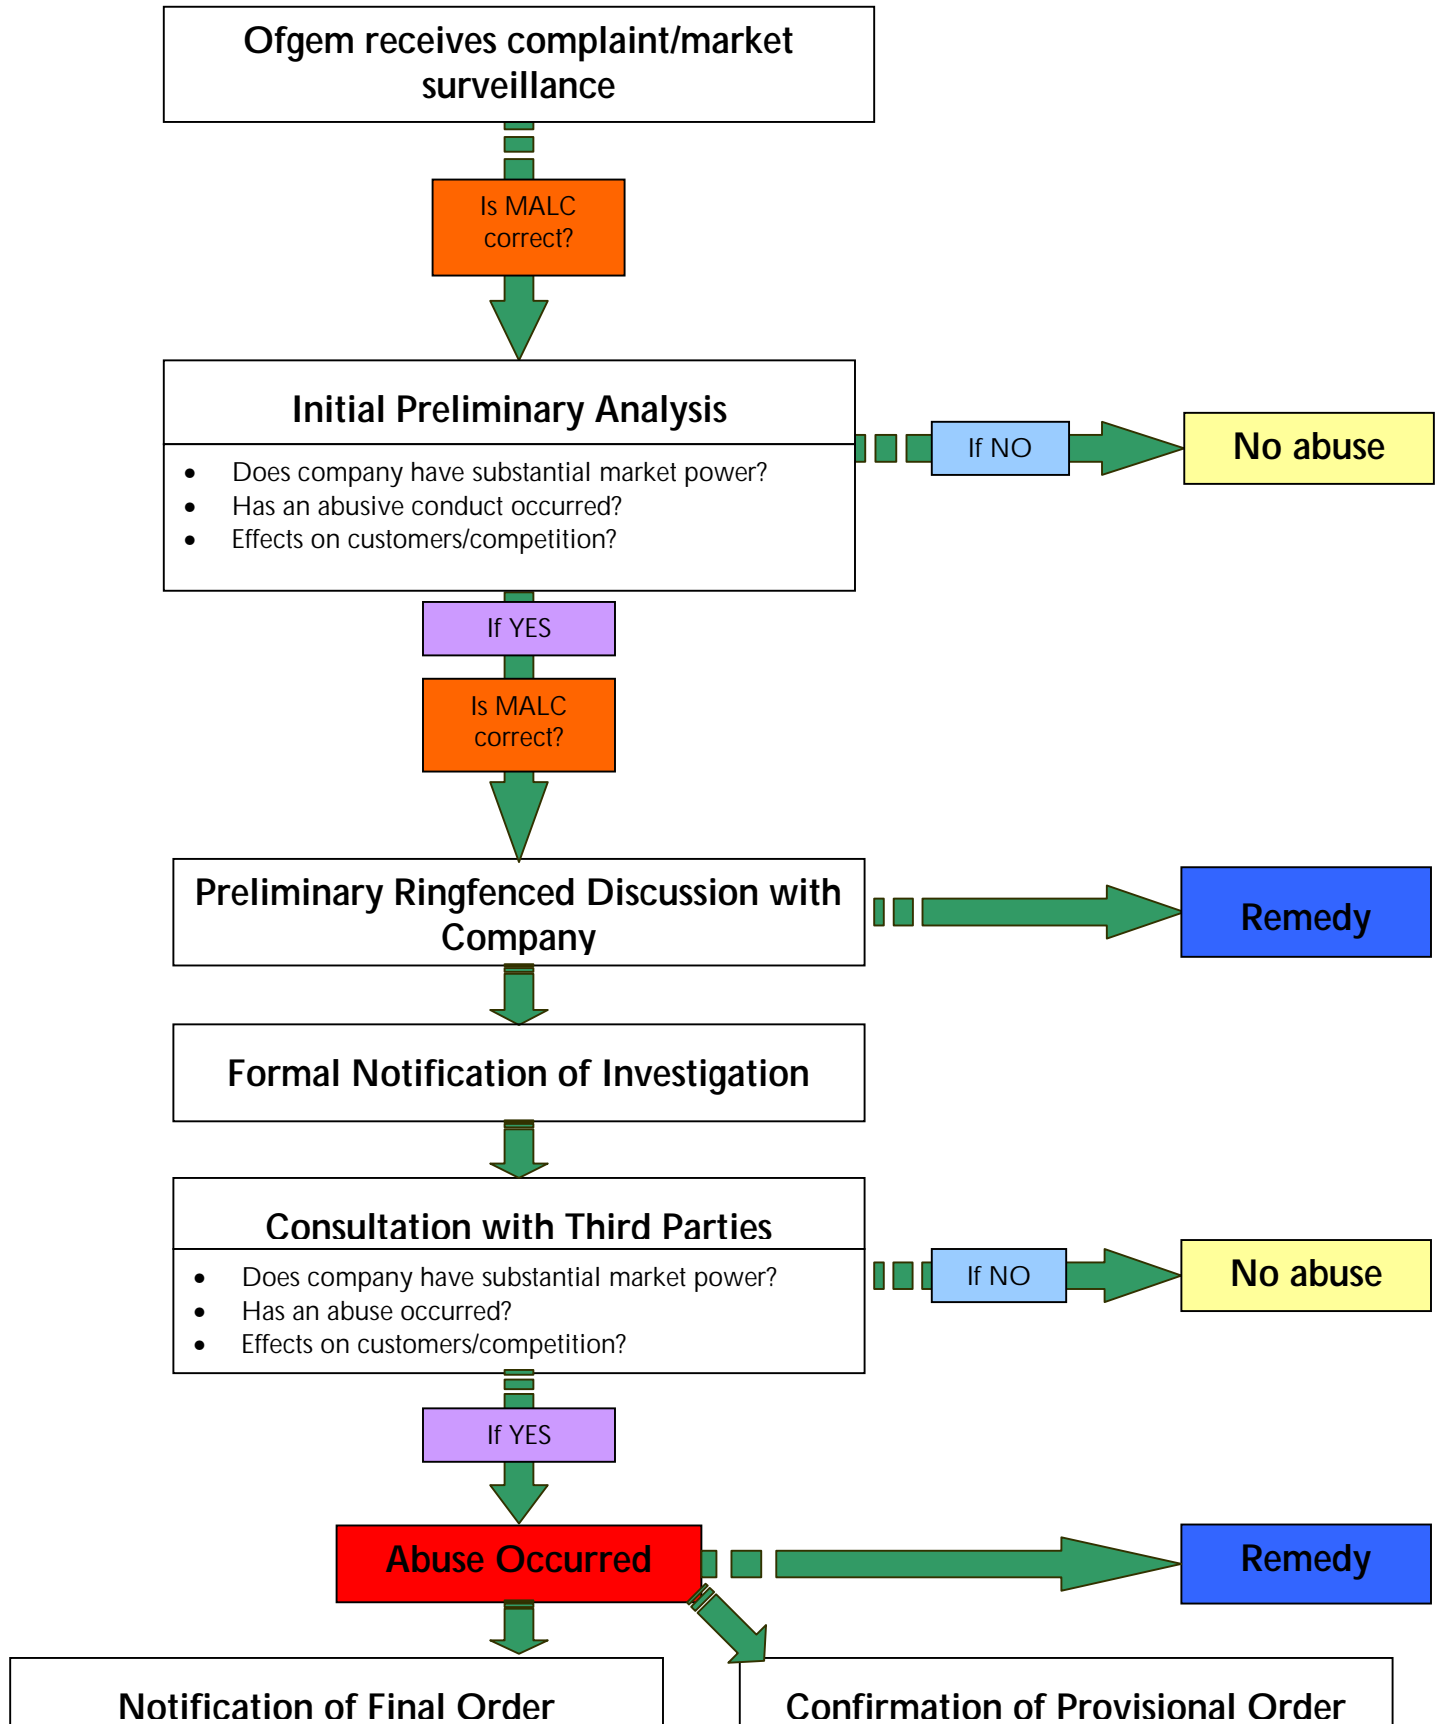 Ofgem receives complaint/market
surveillance
Is MALC
correct?
Initial Preliminary Analysis
• Does company have substantial market power?
• Has an abusive conduct occurred?
• Effects on customers/competition?
If NO
No abuse
If YES
Is MALC
correct?
Preliminary Ringfenced Discussion with
Company
Remedy
Formal Notification of Investigation
Consultation with Third Parties
• Does company have substantial market power?
• Has an abuse occurred?
• Effects on customers/competition?
If NO
No abuse
If YES
Abuse Occurred
Remedy
Notification of Final Order
Confirmation of Provisional Order